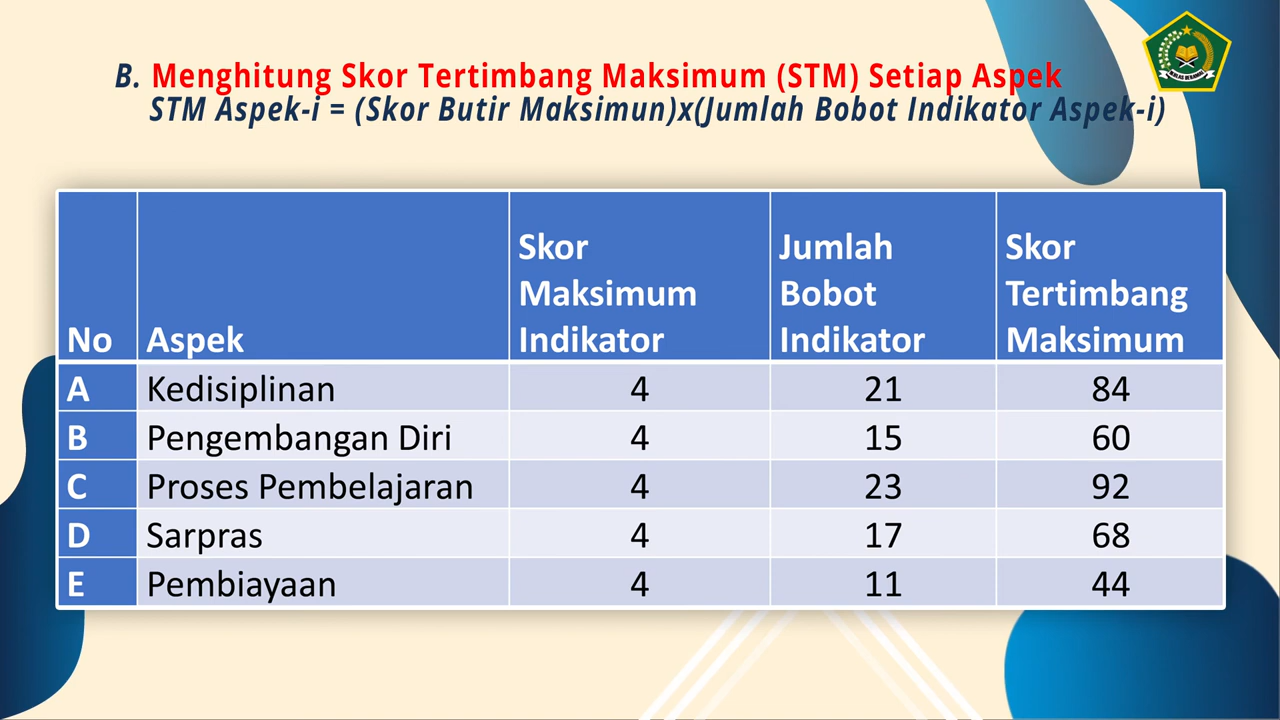 B. Menghitung Skor Tertimbang Maksimum (STM) Setiap Aspek
STM Aspek-i = (Skor Butir Maksimun)x(Jumlah Bobot Indikator Aspek-i)
IKHLAS BERAMAL
No Aspek Skor Maksimum Indikator Jumlah Bobot Indikator Skor Tertimbang Maksimum
A Kedisiplinan 4 21 84
B Pengembangan Diri 4 15 60
C Proses Pembelajaran 4 23 92
D Sarpras 4 17 68
E Pembiayaan 4 11 44